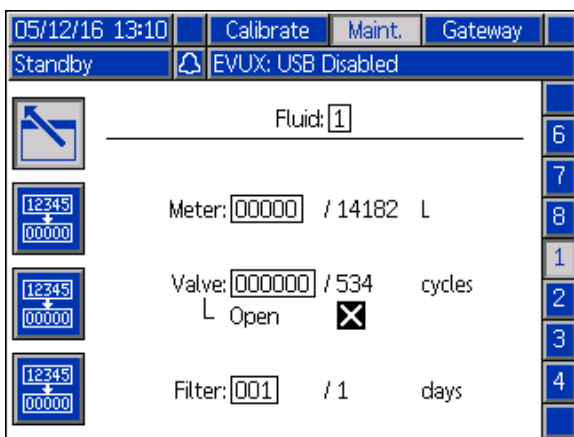 05/12/16 13:10 Calibrate Maint. Gateway
Standby EVUX: USB Disabled
Fluid: 1
6
7
12345
00000
Meter: 00000 / 14182 L
8
1
12345
00000
Valve: 000000 / 534 cycles
Open
2
3
12345
00000
Filter: 001 / 1 days
4